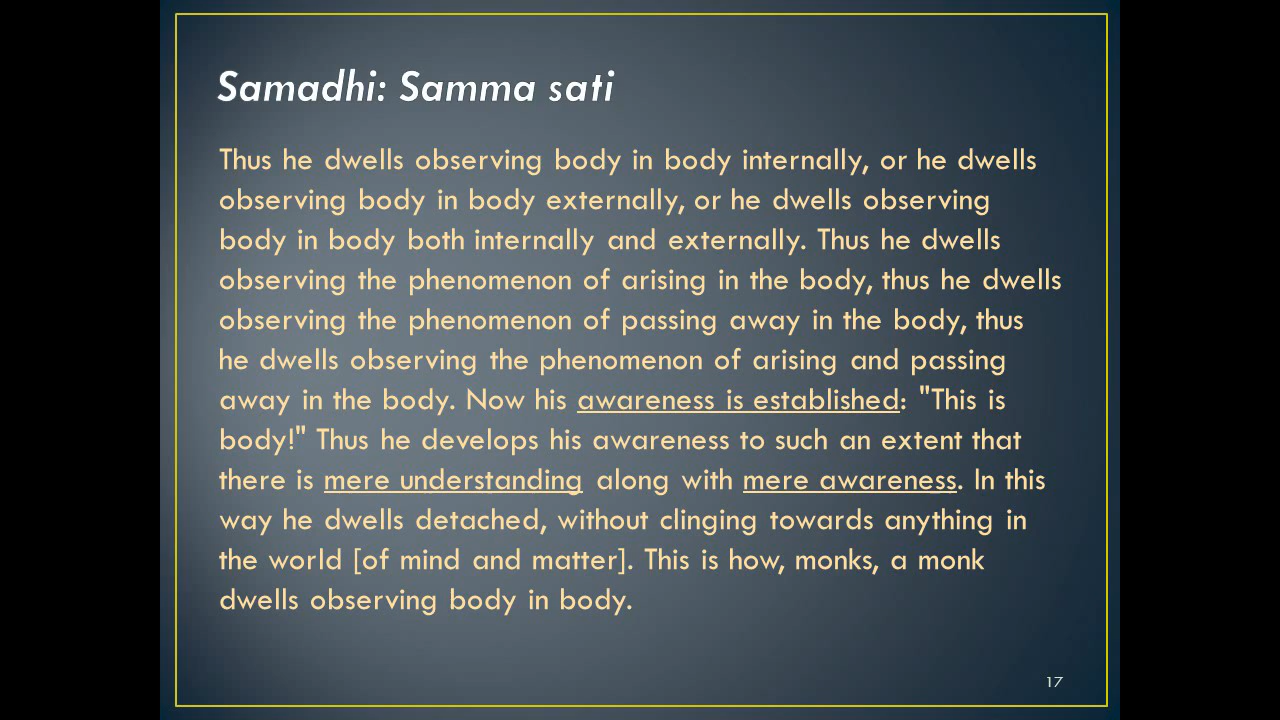 Samadhi: Samma sati
Thus he dwells observing body in body internally, or he dwells
observing body in body externally, or he dwells observing
body in body both internally and externally. Thus he dwells
observing the phenomenon of arising in the body, thus he dwells
observing the phenomenon of passing away in the body, thus
he dwells observing the phenomenon of arising and passing
away in the body. Now his awareness is established: "This is
body!" Thus he develops his awareness to such an extent that
there is mere understanding along with mere awareness. In this
way he dwells detached, without clinging towards anything in
the world [of mind and matter]. This is how, monks, a monk
dwells observing body in body.
17